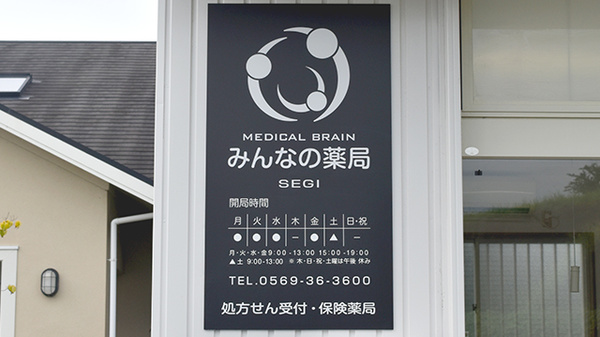 MEDICAL BRAIN
みんなの薬局
SEGI
開局時間
月 火 水 木 金 土 日・祝
● ● ● － ● ▲ －
月・火・水・金 9:00-13:00 15:00-19:00
▲土 9:00-13:00 ※木・日・祝・土曜は午後 休み
TEL.0569-36-3600
処方せん受付・保険薬局